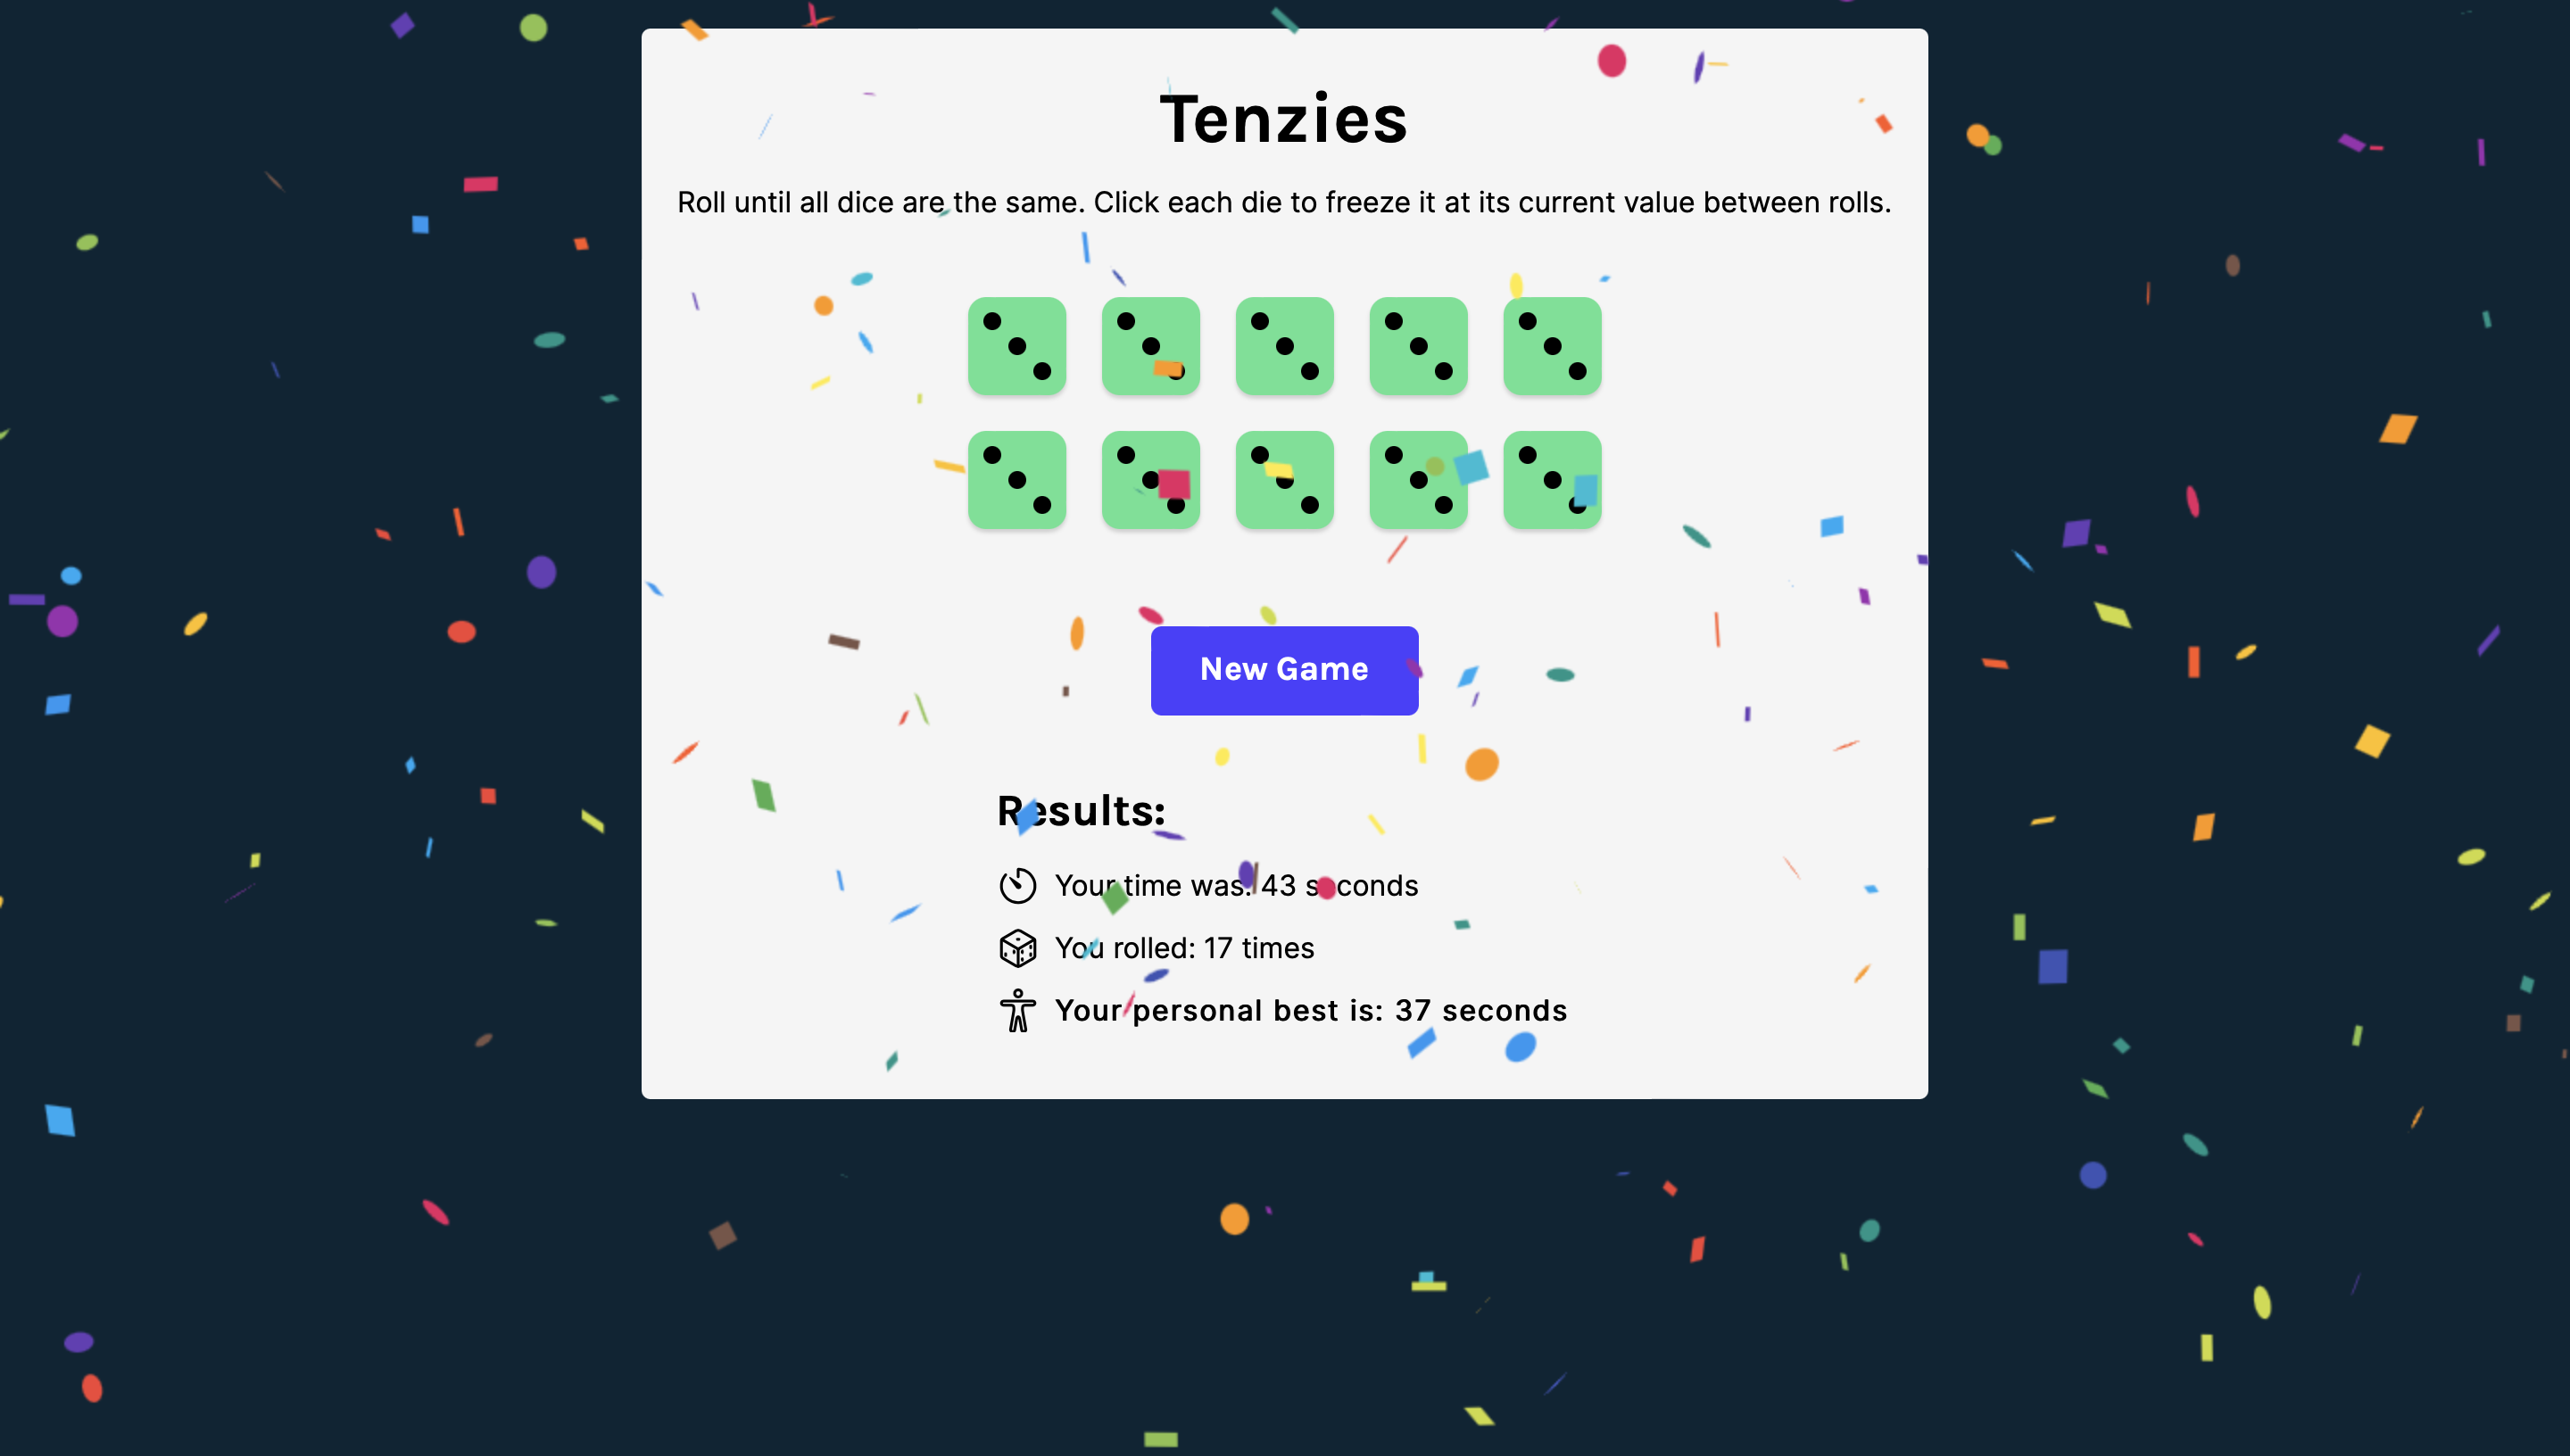 Tenzies
Roll until all dice are the same. Click each die to freeze it at its current value between rolls.
New Game
Results:
Your time was: 43 seconds
You rolled: 17 times
Your personal best is: 37 seconds